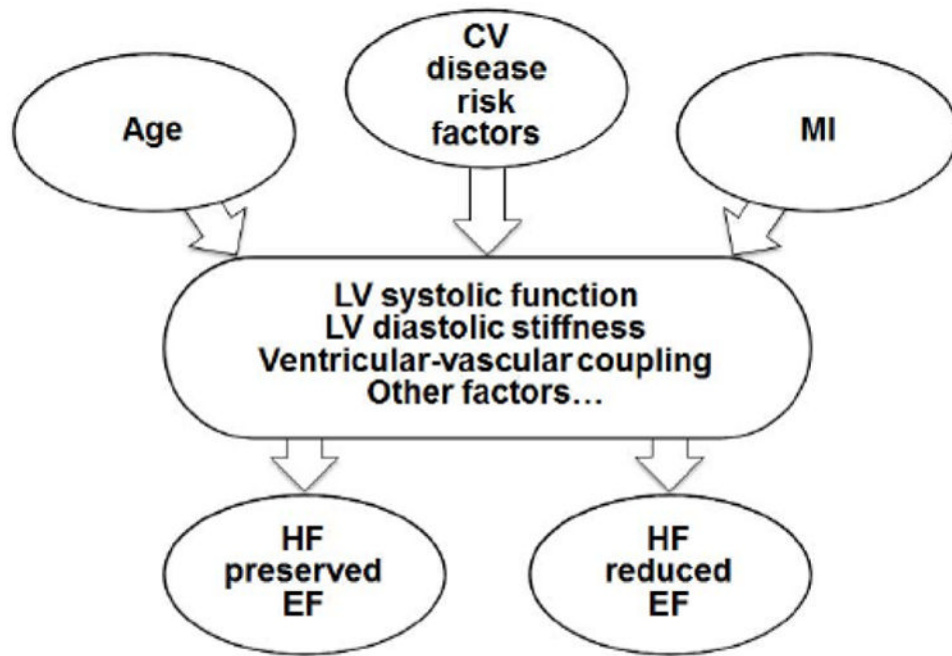 CV
disease
risk
factors
Age
MI
LV systolic function
LV diastolic stiffness
Ventricular-vascular coupling
Other factors…
HF
preserved
EF
HF
reduced
EF